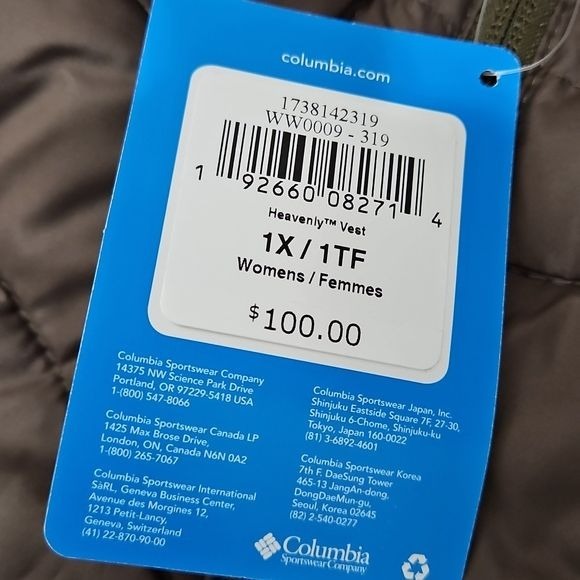 columbia.com
1738142319
WW0009 - 319
1 92660 08271 4
Heavenly™ Vest
1X / 1TF
Womens / Femmes
$100.00
Columbia Sportswear Company
14375 NW Science Park Drive
Portland, OR 97229-5418 USA
1-(800) 547-8066
Columbia Sportswear Canada LP
1425 Max Brose Drive,
London, ON, Canada N6N 0A2
1-(800) 265-7067
Columbia Sportswear International
SàRL, Geneva Business Center,
Avenue des Morgines 12,
1213 Petit-Lancy,
Geneva, Switzerland
(41) 22-870-90-00
Columbia Sportswear Japan, Inc.
Shinjuku Eastside Square 7F, 27-30,
Shinjuku 6-Chome, Shinjuku-ku
Tokyo, Japan 160-0022
(81) 3-6892-4601
Columbia Sportswear Korea
7th F. DaeSung Tower
465-13 JangAn-dong,
DongDaeMun-gu,
Seoul, Korea 02645
(82) 2-540-0277
Columbia
Sportswear Company